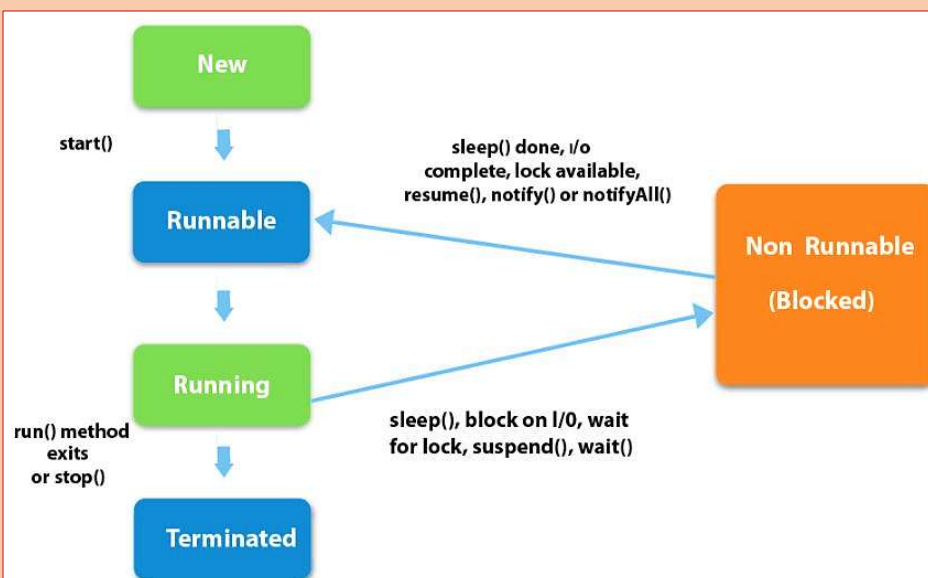 New
start()
sleep() done, I/o
complete, lock available,
resume(), notify() or notifyAll()
Runnable
Non Runnable
(Blocked)
Running
sleep(), block on I/0, wait
for lock, suspend(), wait()
run() method
exits
or stop()
Terminated